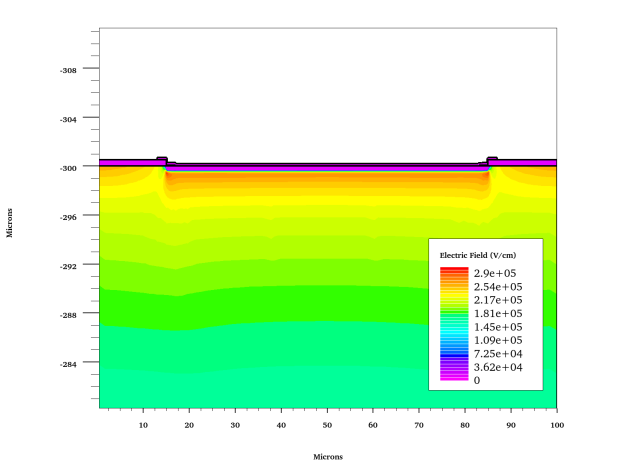 -308
-304
-300
-296
-292
-288
-284
Microns
Electric Field (V/cm)
2.9e+05
2.54e+05
2.17e+05
1.81e+05
1.45e+05
1.09e+05
7.25e+04
3.62e+04
0
10 20 30 40 50 60 70 80 90 100
Microns